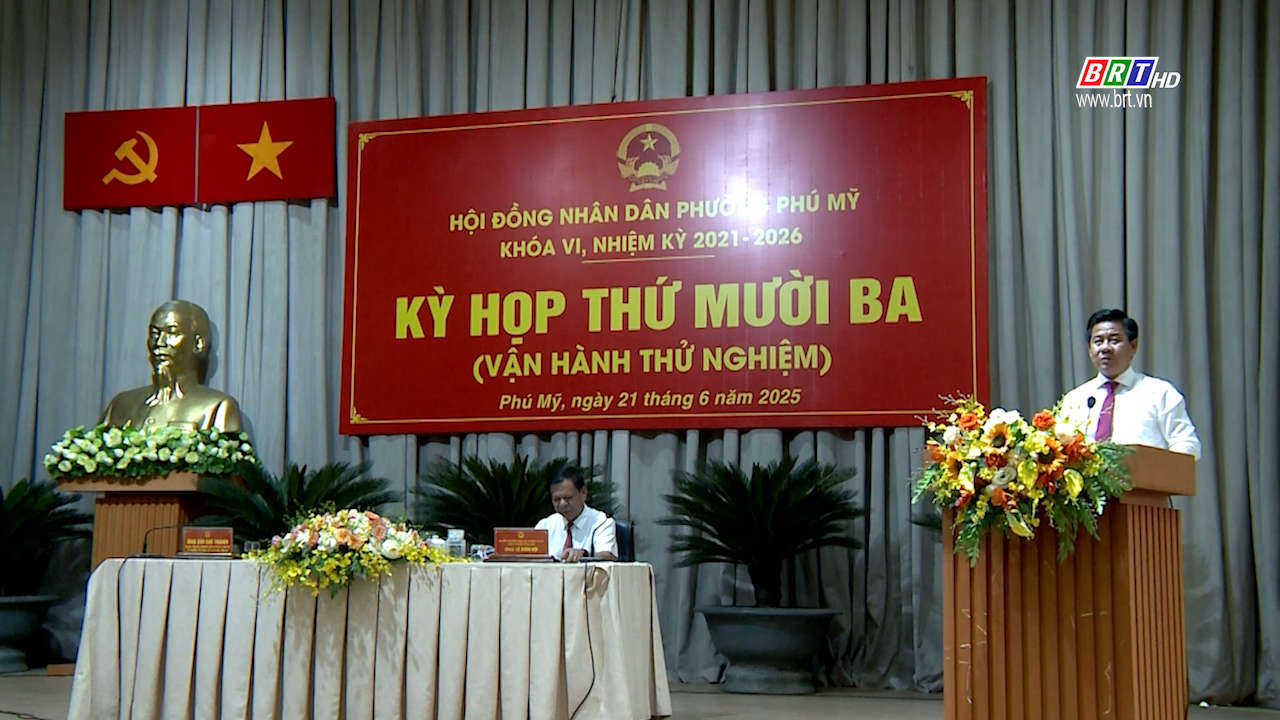 BRT HD
www.brt.vn
HỘI ĐỒNG NHÂN DÂN PHƯỜNG PHÚ MỸ
KHÓA VI, NHIỆM KỲ 2021-2026
KỲ HỌP THỨ MƯỜI BA
(VẬN HÀNH THỬ NGHIỆM)
Phú Mỹ, ngày 21 tháng 6 năm 2025